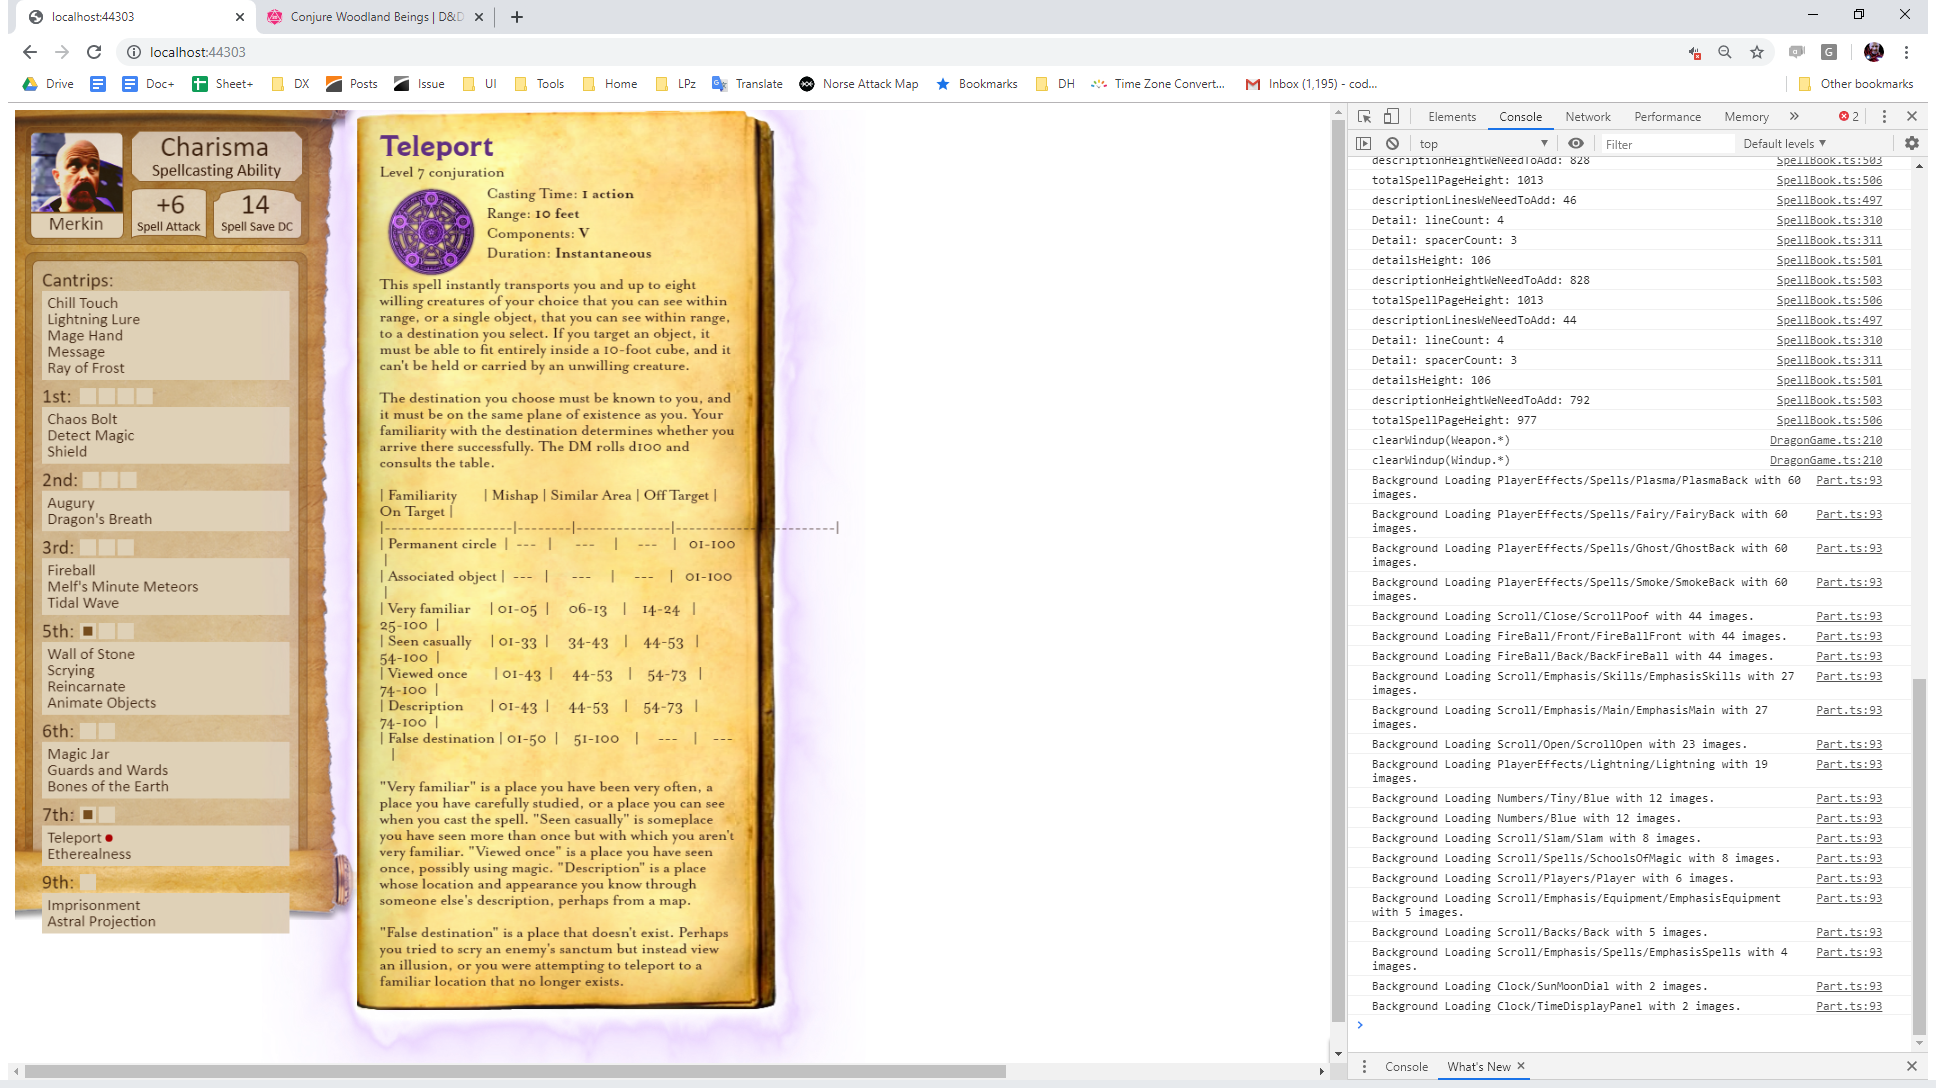 localhost:44303
Conjure Woodland Beings | D&D
localhost:44303
Drive
Doc+
Sheet+
DX
Posts
Issue
UI
Tools
Home
LPz
Translate
Norse Attack Map
Bookmarks
DH
Time Zone Convert...
Inbox (1,195) - cod...
Other bookmarks
Charisma
Spellcasting Ability
+6
Spell Attack
14
Spell Save DC
Merkin
Cantrips:
Chill Touch
Lightning Lure
Mage Hand
Message
Ray of Frost
1st:
Chaos Bolt
Detect Magic
Shield
2nd:
Augury
Dragon's Breath
3rd:
Fireball
Melf's Minute Meteors
Tidal Wave
5th:
Wall of Stone
Scrying
Reincarnate
Animate Objects
6th:
Magic Jar
Guards and Wards
Bones of the Earth
7th:
Teleport
Etherealness
9th:
Imprisonment
Astral Projection
Teleport
Level 7 conjuration
Casting Time: 1 action
Range: 10 feet
Components: V
Duration: Instantaneous
This spell instantly transports you and up to eight
willing creatures of your choice that you can see within
range, or a single object, that you can see within range,
to a destination you select. If you target an object, it
must be able to fit entirely inside a 10-foot cube, and it
can't be held or carried by an unwilling creature.
The destination you choose must be known to you, and
it must be on the same plane of existence as you. Your
familiarity with the destination determines whether you
arrive there successfully. The DM rolls d100 and
consults the table.
| Familiarity | Mishap | Similar Area | Off Target |
On Target |
|-------------------|--------|--------------|----------------------|
| Permanent circle | --- | --- | --- | 01-100
|
| Associated object | --- | --- | --- | 01-100
|
| Very familiar | 01-05 | 06-13 | 14-24 |
25-100 |
| Seen casually | 01-33 | 34-43 | 44-53 |
54-100 |
| Viewed once | 01-43 | 44-53 | 54-73 |
74-100 |
| Description | 01-43 | 44-53 | 54-73 |
74-100 |
| False destination | 01-50 | 51-100 | --- | ---
|
"Very familiar" is a place you have been very often, a
place you have carefully studied, or a place you can see
when you cast the spell. "Seen casually" is someplace
you have seen more than once but with which you aren't
very familiar. "Viewed once" is a place you have seen
once, possibly using magic. "Description" is a place
whose location and appearance you know through
someone else's description, perhaps from a map.
"False destination" is a place that doesn't exist. Perhaps
you tried to scry an enemy's sanctum but instead view
an illusion, or you were attempting to teleport to a
familiar location that no longer exists.
Elements Console Network Performance Memory » 2
top Filter Default levels ▼
descriptionHeightWeNeedToAdd: 828 SpellBook.ts:503
totalSpellPageHeight: 1013 SpellBook.ts:506
descriptionLinesWeNeedToAdd: 46 SpellBook.ts:497
Detail: lineCount: 4 SpellBook.ts:310
Detail: spacerCount: 3 SpellBook.ts:311
detailsHeight: 106 SpellBook.ts:501
descriptionHeightWeNeedToAdd: 828 SpellBook.ts:503
totalSpellPageHeight: 1013 SpellBook.ts:506
descriptionLinesWeNeedToAdd: 44 SpellBook.ts:497
Detail: lineCount: 4 SpellBook.ts:310
Detail: spacerCount: 3 SpellBook.ts:311
detailsHeight: 106 SpellBook.ts:501
descriptionHeightWeNeedToAdd: 792 SpellBook.ts:503
totalSpellPageHeight: 977 SpellBook.ts:506
clearWindup(Weapon.*) DragonGame.ts:210
clearWindup(Windup.*) DragonGame.ts:210
Background Loading PlayerEffects/Spells/Plasma/PlasmaBack with 60 Part.ts:93
images.
Background Loading PlayerEffects/Spells/Fairy/FairyBack with 60 Part.ts:93
images.
Background Loading PlayerEffects/Spells/Ghost/GhostBack with 60 Part.ts:93
images.
Background Loading PlayerEffects/Spells/Smoke/SmokeBack with 60 Part.ts:93
images.
Background Loading Scroll/Close/ScrollPoof with 44 images. Part.ts:93
Background Loading FireBall/Front/FireBallFront with 44 images. Part.ts:93
Background Loading FireBall/Back/BackFireBall with 44 images. Part.ts:93
Background Loading Scroll/Emphasis/Skills/EmphasisSkills with 27 Part.ts:93
images.
Background Loading Scroll/Emphasis/Main/EmphasisMain with 27 Part.ts:93
images.
Background Loading Scroll/Open/ScrollOpen with 23 images. Part.ts:93
Background Loading PlayerEffects/Lightning/Lightning with 19 Part.ts:93
images.
Background Loading Numbers/Tiny/Blue with 12 images. Part.ts:93
Background Loading Numbers/Blue with 12 images. Part.ts:93
Background Loading Scroll/Slam/Slam with 8 images. Part.ts:93
Background Loading Scroll/Spells/SchoolsOfMagic with 8 images. Part.ts:93
Background Loading Scroll/Players/Player with 6 images. Part.ts:93
Background Loading Scroll/Emphasis/Equipment/EmphasisEquipment Part.ts:93
with 5 images.
Background Loading Scroll/Backs/Back with 5 images. Part.ts:93
Background Loading Scroll/Emphasis/Spells/EmphasisSpells with 4 Part.ts:93
images.
Background Loading Clock/SunMoonDial with 2 images. Part.ts:93
Background Loading Clock/TimeDisplayPanel with 2 images. Part.ts:93
Console What's New